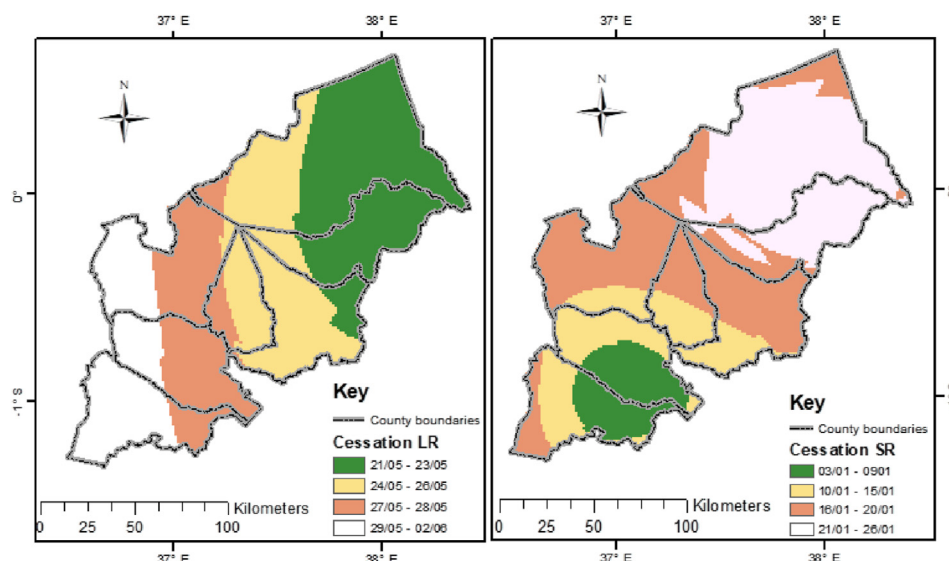 37° E
38° E
N
0°
-1° S
Key
County boundaries
Cessation LR
21/05 - 23/05
24/05 - 26/05
27/05 - 28/05
29/05 - 02/06
Kilometers
0 25 50 100
37° E
38° E
37° E
38° E
N
Key
County boundaries
Cessation SR
03/01 - 0901
10/01 - 15/01
16/01 - 20/01
21/01 - 26/01
Kilometers
0 25 50 100
37° E
38° E